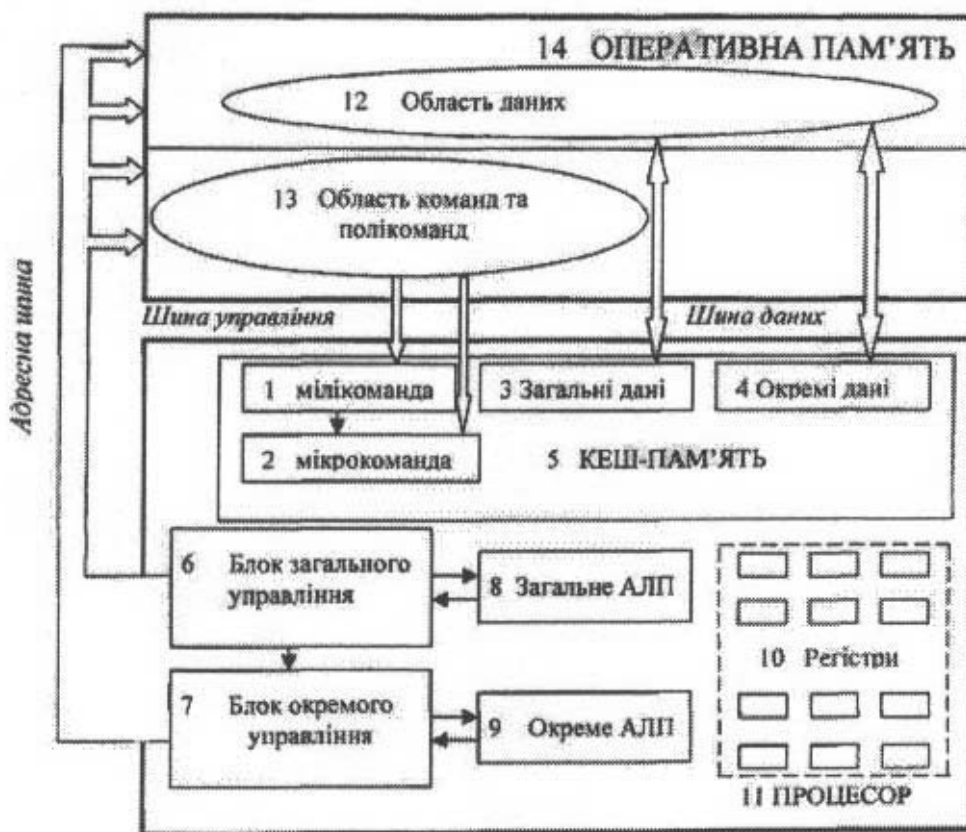 14 ОПЕРАТИВНА ПАМ’ЯТЬ
12 Область даних
13 Область команд та
полікоманд
Адресна шина
Шина управління
Шина даних
1 мілікоманда
3 Загальні дані
4 Окремі дані
2 мікрокоманда
5 КЕШ-ПАМ’ЯТЬ
6 Блок загального
управління
8 Загальне АЛП
10 Регістри
7 Блок окремого
управління
9 Окреме АЛП
11 ПРОЦЕСОР